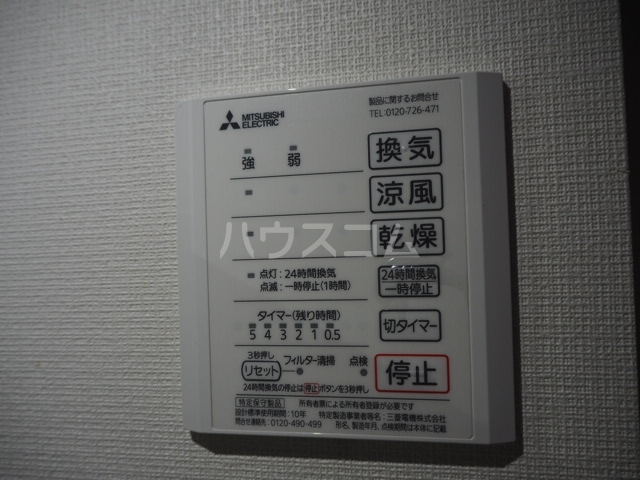 MITSUBISHI
ELECTRIC
製品に関するお問合せ
TEL:0120-726-471
強 弱
換気
涼風
乾燥
ハウスコム
点灯:24時間換気
点滅:一時停止(1時間)
24時間換気
一時停止
タイマー(残り時間)
5 4 3 2 1 0.5
切タイマー
3秒押し
リセット フィルター清掃 点検
停止
24時間換気の停止は停止ボタンを3秒押し
特定保守製品 所有者票による所有者登録が必要です
設計標準使用期間:10年 特定製造事業者等名:三菱電機株式会社
問合せ連絡先:0120-490-499 形名、製造年月、点検期間は本体に記載